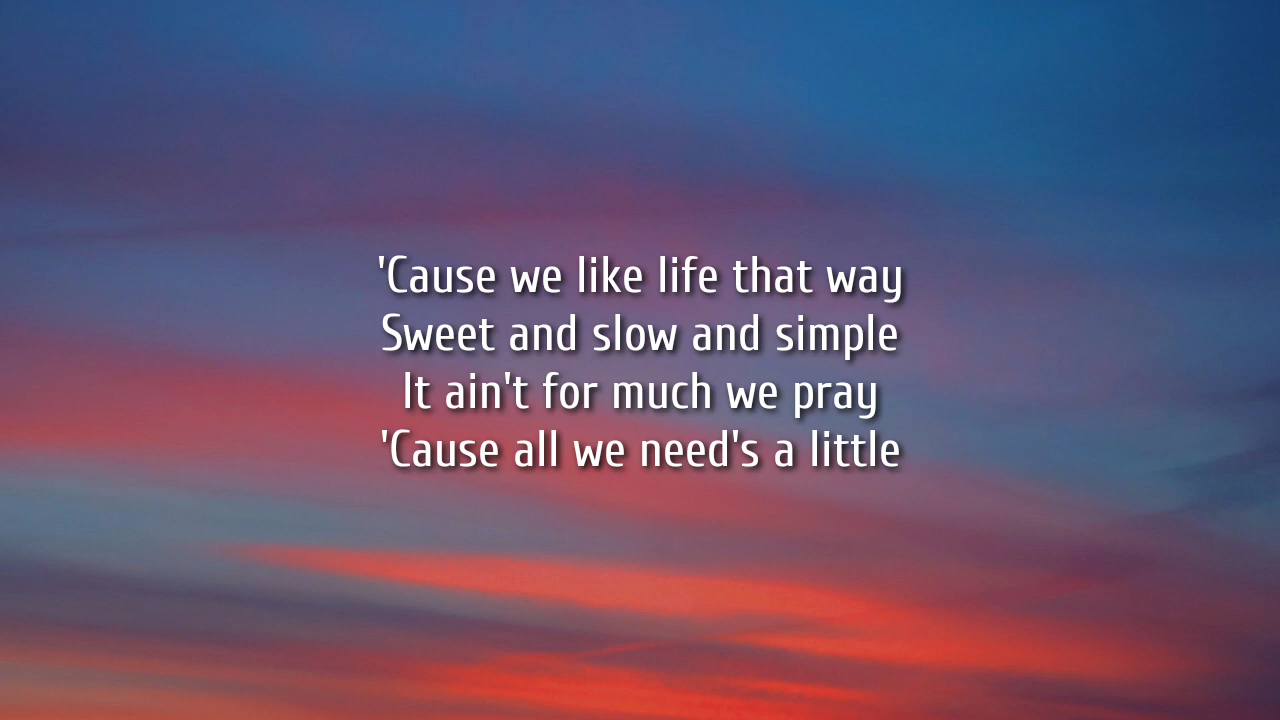 'Cause we like life that way
Sweet and slow and simple
It ain't for much we pray
'Cause all we need's a little